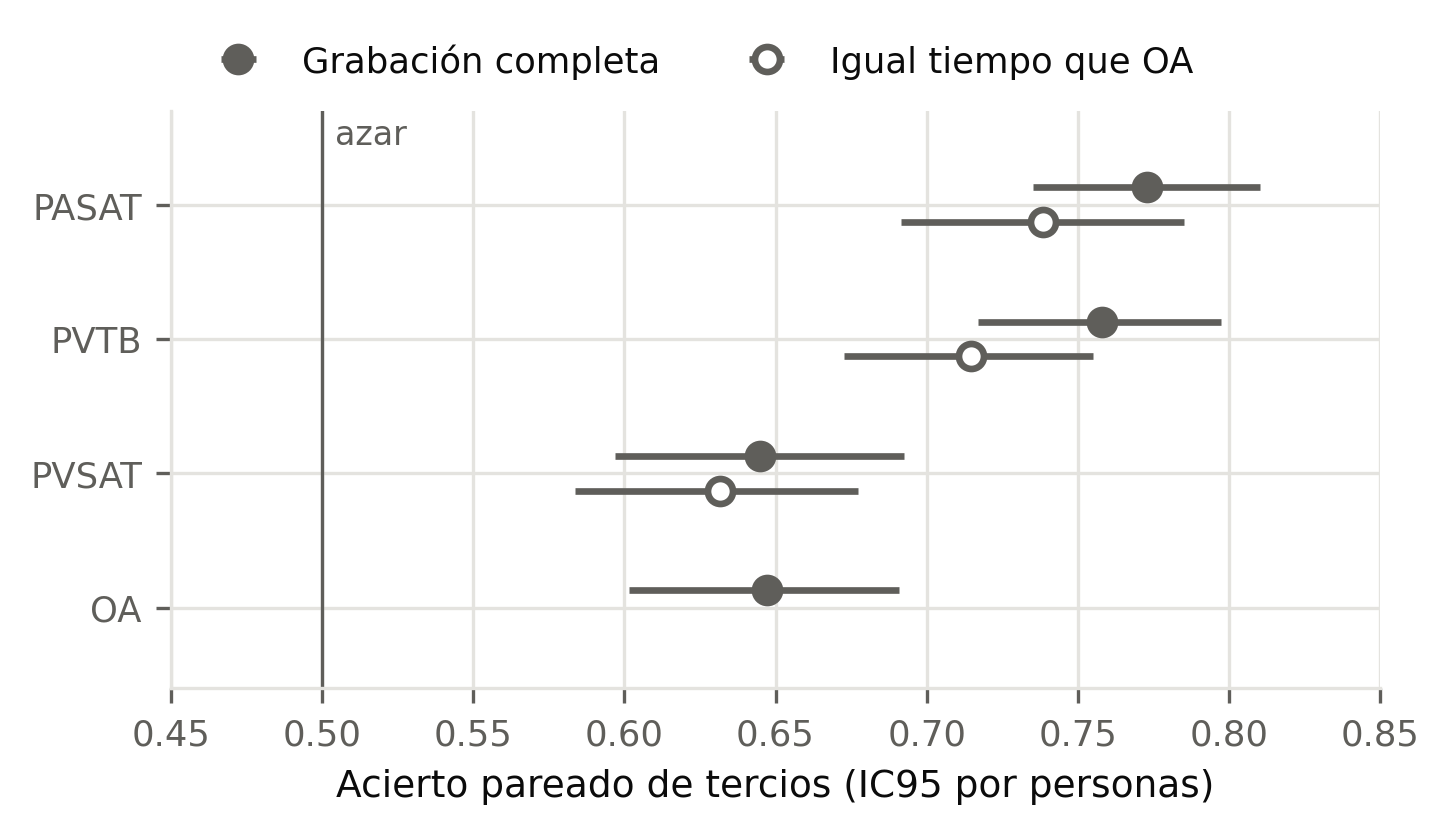 Grabación completa
Igual tiempo que OA
azar
PASAT
PVTB
PVSAT
OA
0.45 0.50 0.55 0.60 0.65 0.70 0.75 0.80 0.85
Acierto pareado de tercios (IC95 por personas)